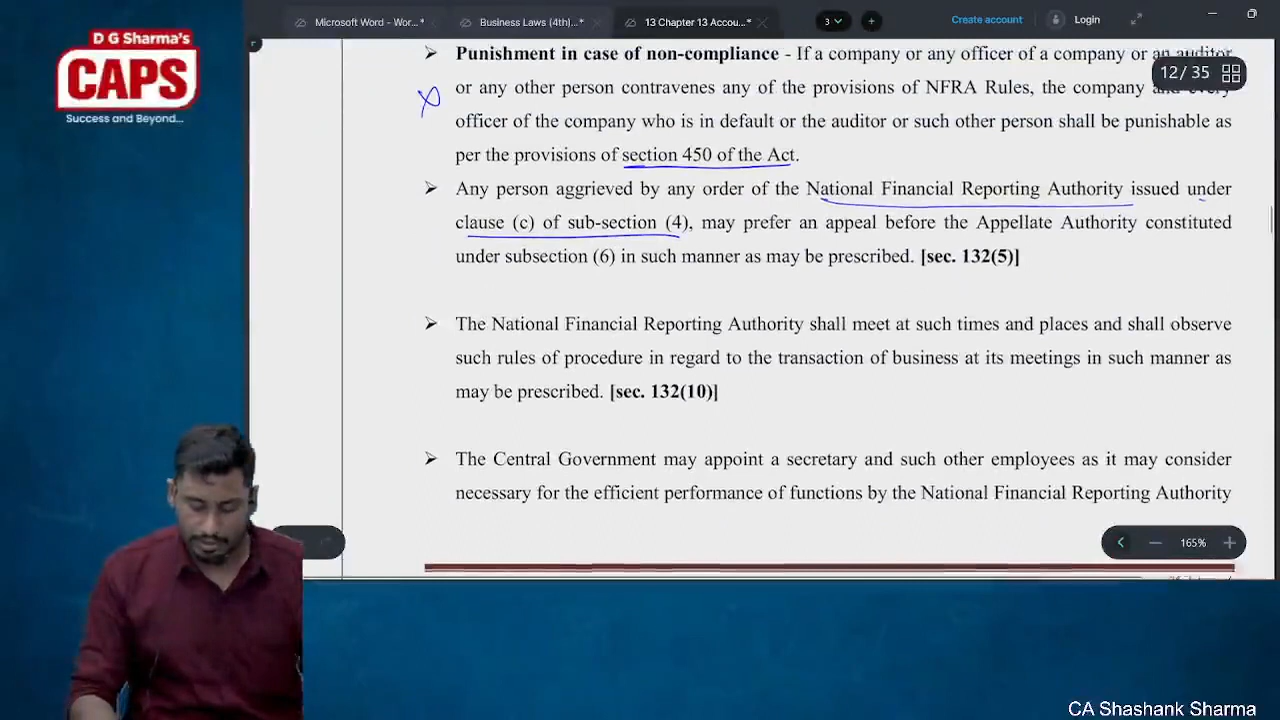 D G Sharma's
CAPS
Success and Beyond...
Microsoft Word - Wor...*
Business Laws (4th)...*
13 Chapter 13 Accou...*
3
Create account
Login
12/ 35
➢ Punishment in case of non-compliance - If a company or any officer of a company or an auditor
or any other person contravenes any of the provisions of NFRA Rules, the company and every
officer of the company who is in default or the auditor or such other person shall be punishable as
per the provisions of section 450 of the Act.
➢ Any person aggrieved by any order of the National Financial Reporting Authority issued under
clause (c) of sub-section (4), may prefer an appeal before the Appellate Authority constituted
under subsection (6) in such manner as may be prescribed. [sec. 132(5)]
➢ The National Financial Reporting Authority shall meet at such times and places and shall observe
such rules of procedure in regard to the transaction of business at its meetings in such manner as
may be prescribed. [sec. 132(10)]
➢ The Central Government may appoint a secretary and such other employees as it may consider
necessary for the efficient performance of functions by the National Financial Reporting Authority
165%
CA Shashank Sharma